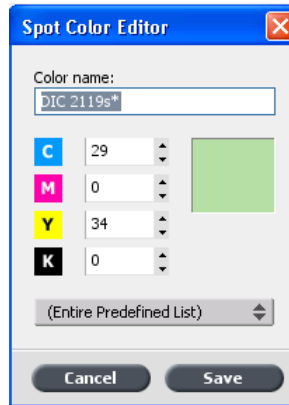 Spot Color Editor
Color name:
DIC 2119s*
C 29
M 0
Y 34
K 0
(Entire Predefined List)
Cancel Save